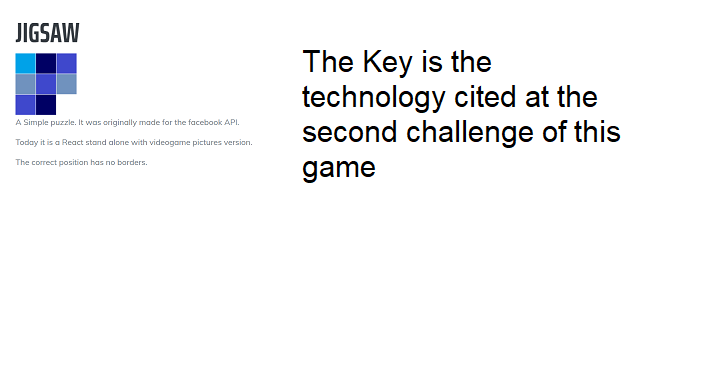 JIGSAW
A Simple puzzle. It was originally made for the facebook API.
Today it is a React stand alone with videogame pictures version.
The correct position has no borders.
The Key is the
technology cited at the
second challenge of this
game